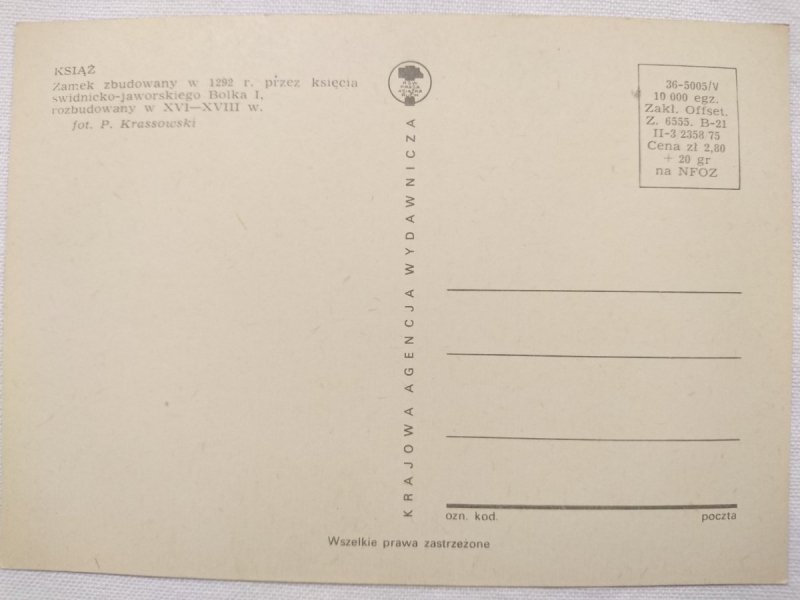 KSIĄŻ
Zamek zbudowany w 1292 r. przez księcia
świdnicko-jaworskiego Bolka I,
rozbudowany w XVI—XVIII w.
fot. P. Krassowski
KRAJOWA AGENCJA WYDAWNICZA
36-5005/V
10 000 egz.
Zakł. Offset.
Z. 6555. B-21
II-3 2358 75
Cena zł 2,80
+ 20 gr
na NFOZ
ozn. kod.
poczta
Wszelkie prawa zastrzeżone